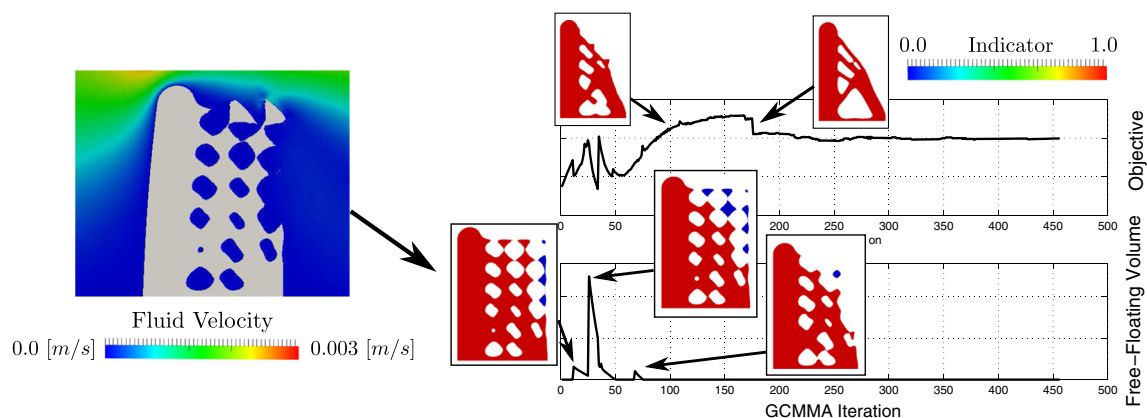 Fluid Velocity
0.0 [m/s]
0.003 [m/s]
0.0 Indicator 1.0
Objective
0 50 100 150 200 250 300 350 400 450 500
on
Free-Floating Volume
0 50 100 150 200 250 300 350 400 450 500
GCMMA Iteration